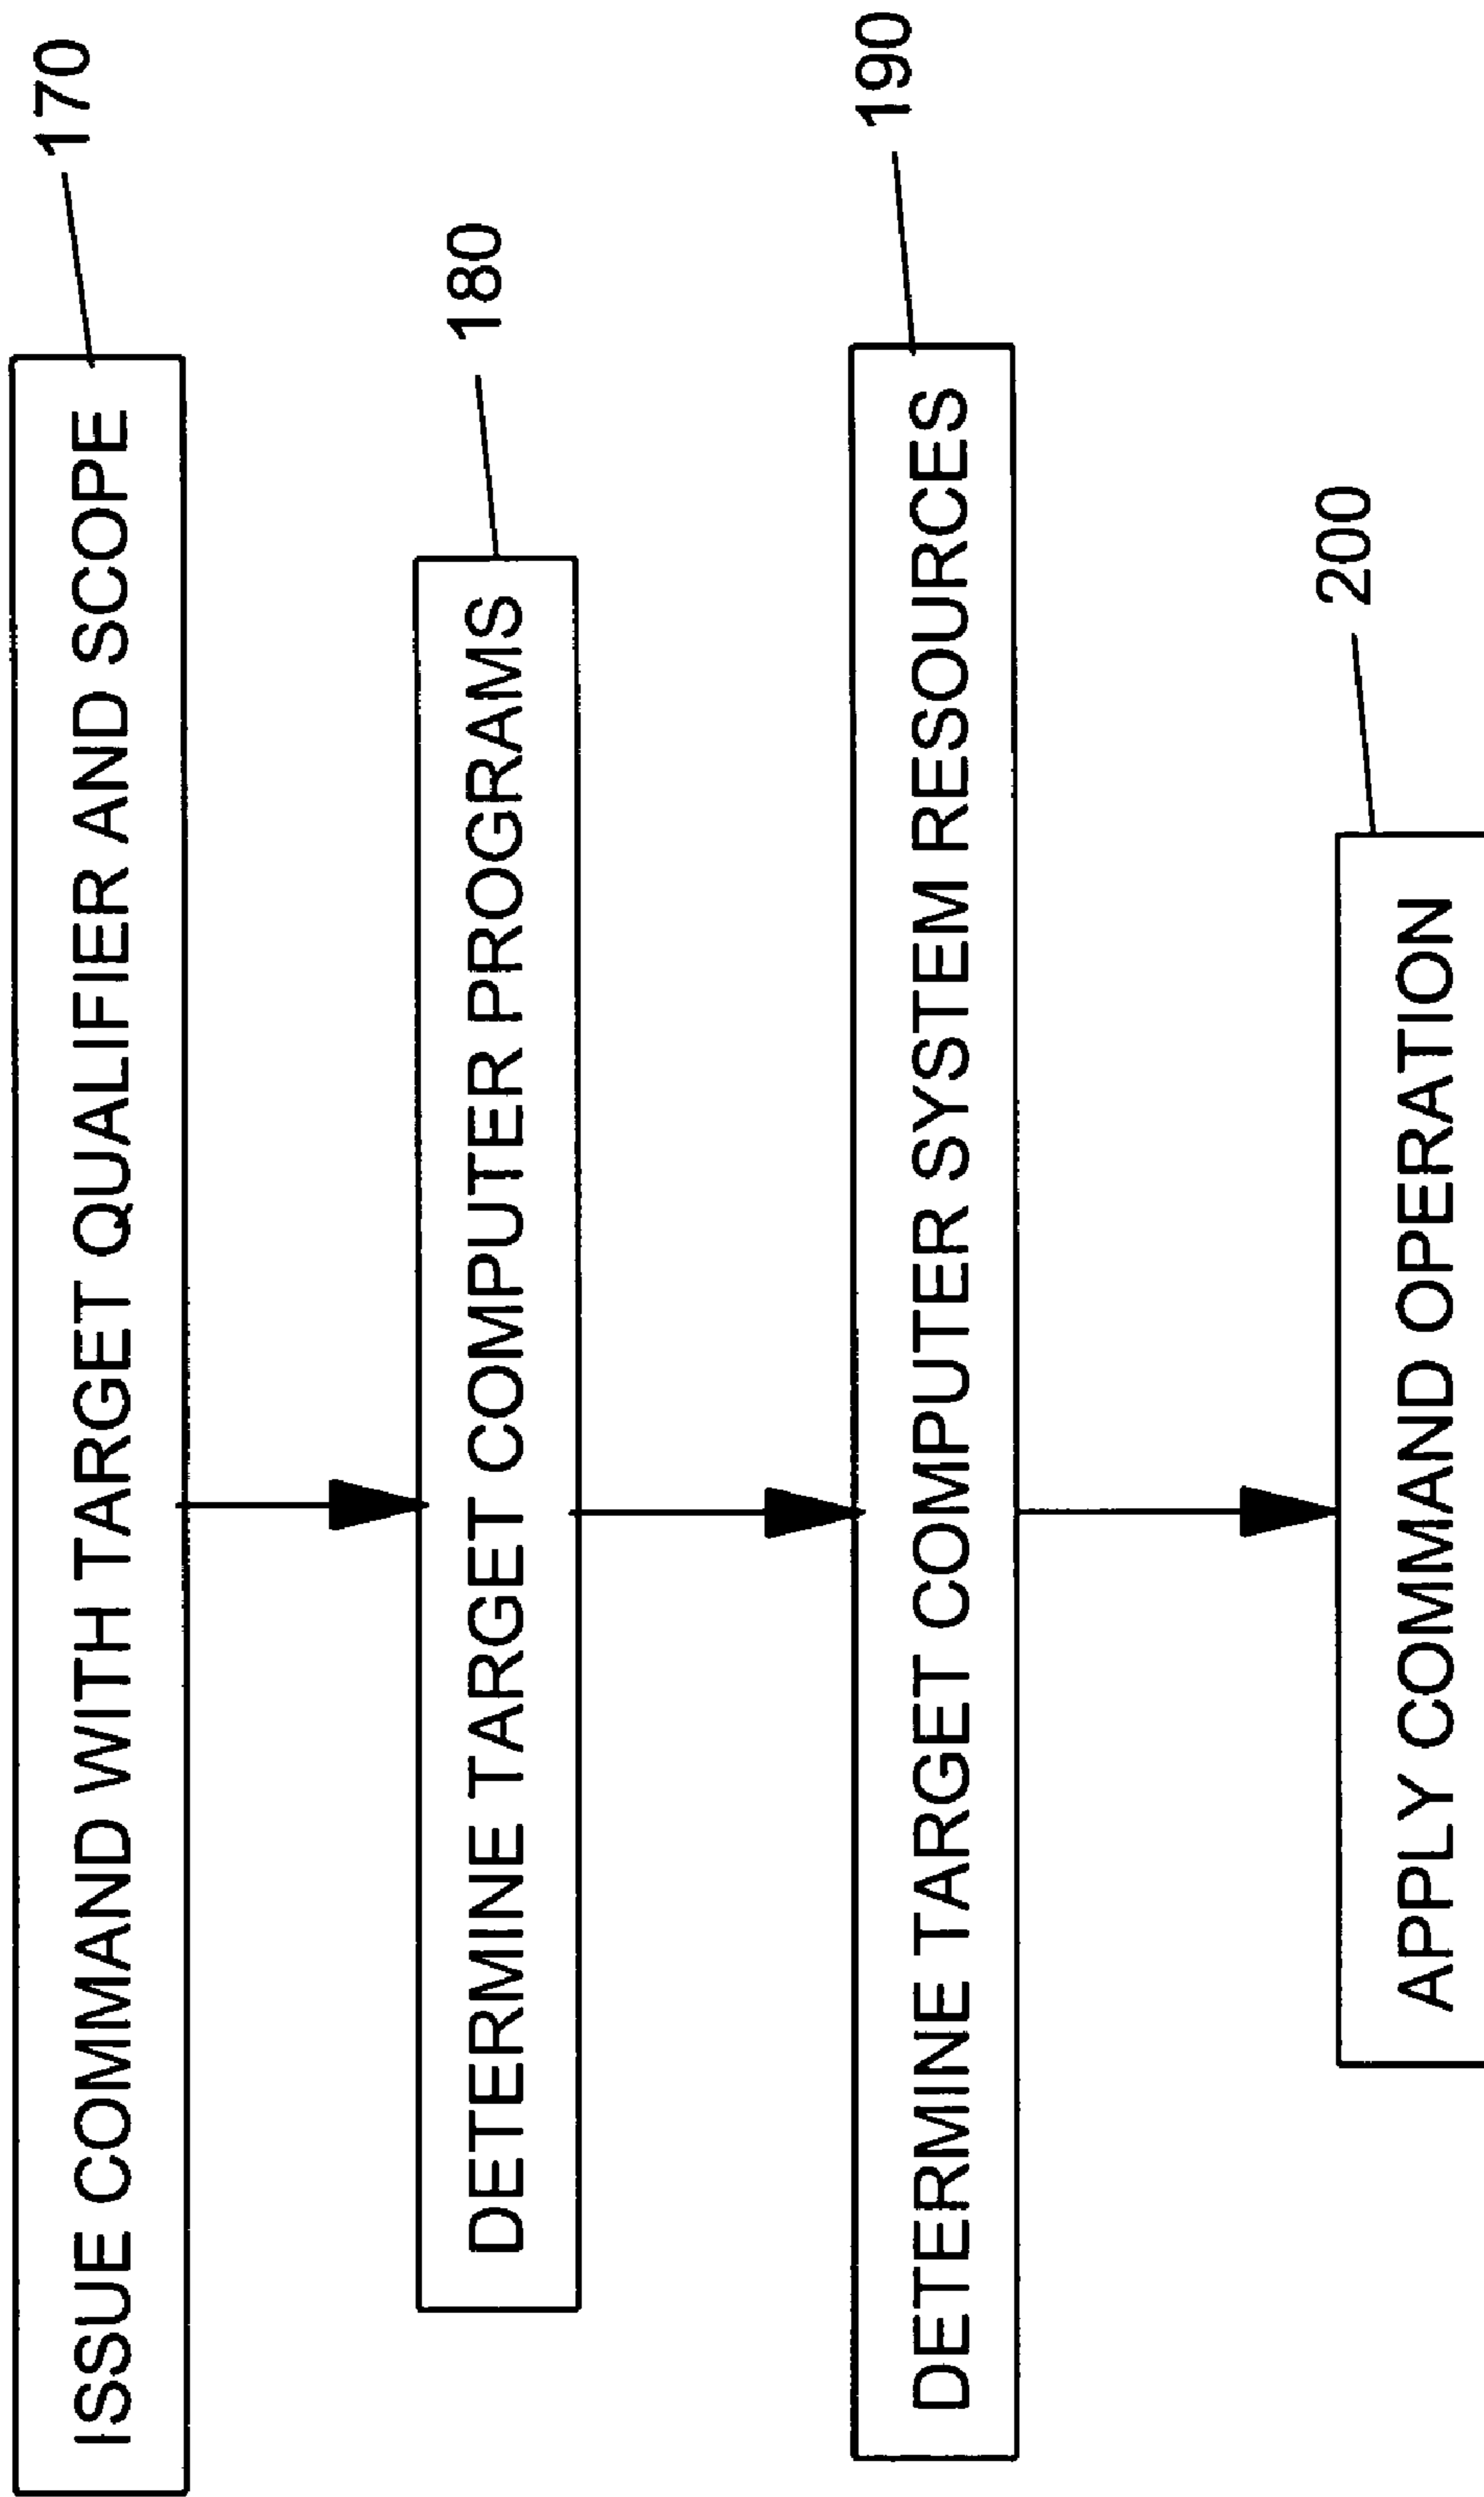 ISSUE COMMAND WITH TARGET QUALIFIER AND SCOPE
170
DETERMINE TARGET COMPUTER PROGRAMS
180
DETERMINE TARGET COMPUTER SYSTEM RESOURCES
190
APPLY COMMAND OPERATION
200